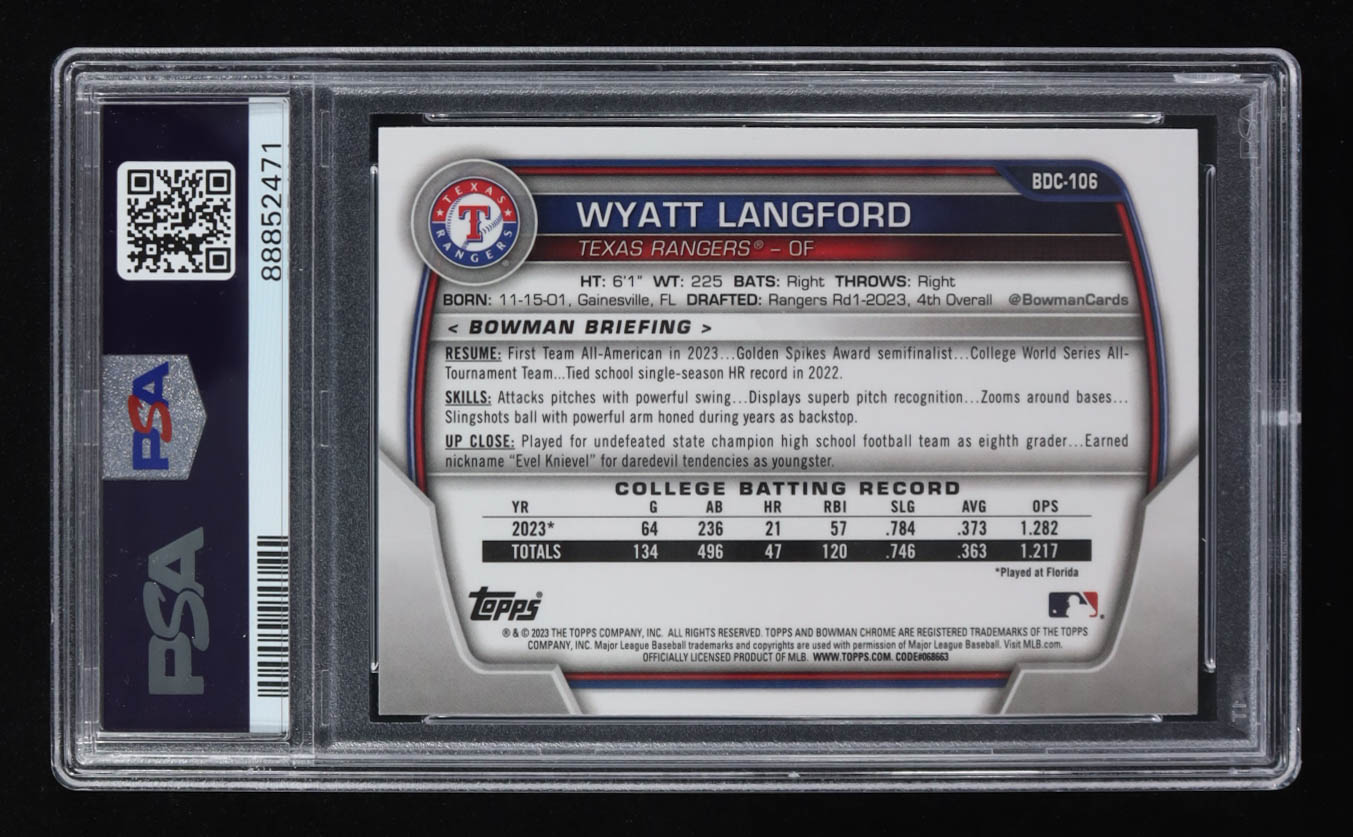 88852471
PSA
PSA
TEXAS RANGERS
T
BDC-106
WYATT LANGFORD
TEXAS RANGERS® – OF
HT: 6'1" WT: 225 BATS: Right THROWS: Right
BORN: 11-15-01, Gainesville, FL DRAFTED: Rangers Rd1-2023, 4th Overall @BowmanCards
< BOWMAN BRIEFING >
RESUME: First Team All-American in 2023...Golden Spikes Award semifinalist...College World Series All-
Tournament Team...Tied school single-season HR record in 2022.
SKILLS: Attacks pitches with powerful swing...Displays superb pitch recognition...Zooms around bases...
Slingshots ball with powerful arm honed during years as backstop.
UP CLOSE: Played for undefeated state champion high school football team as eighth grader...Earned
nickname "Evel Knievel" for daredevil tendencies as youngster.
COLLEGE BATTING RECORD
YR G AB HR RBI SLG AVG OPS
2023* 64 236 21 57 .784 .373 1.282
TOTALS 134 496 47 120 .746 .363 1.217
*Played at Florida
Topps®
® & © 2023 THE TOPPS COMPANY, INC. ALL RIGHTS RESERVED. TOPPS AND BOWMAN CHROME ARE REGISTERED TRADEMARKS OF THE TOPPS
COMPANY, INC. Major League Baseball trademarks and copyrights are used with permission of Major League Baseball. Visit MLB.com.
OFFICIALLY LICENSED PRODUCT OF MLB. WWW.TOPPS.COM. CODE#068663